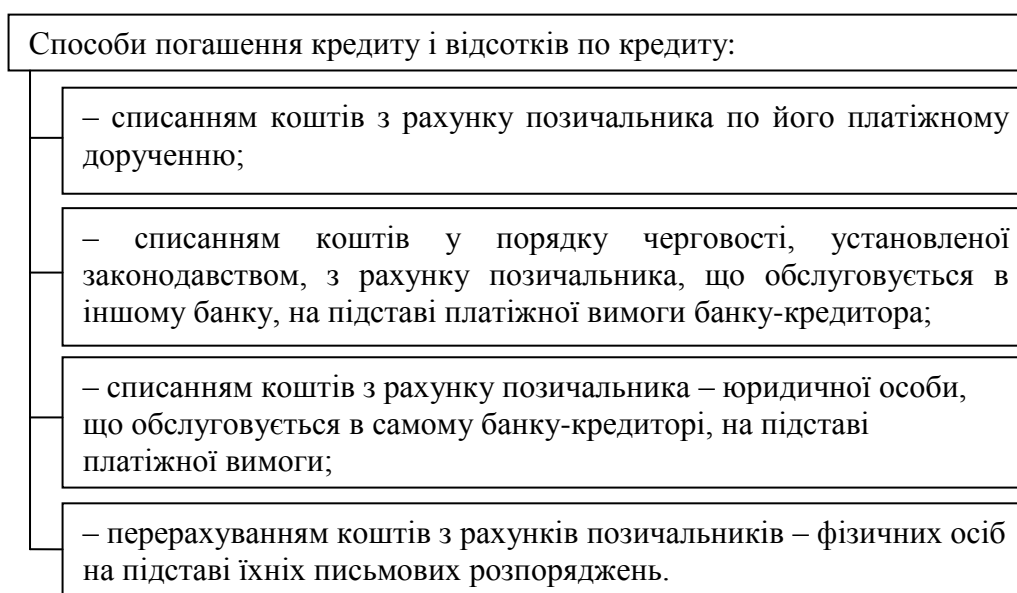 Способи погашення кредиту і відсотків по кредиту:
– списанням коштів з рахунку позичальника по його платіжному
дорученню;
– списанням коштів у порядку черговості, установленої
законодавством, з рахунку позичальника, що обслуговується в
іншому банку, на підставі платіжної вимоги банку-кредитора;
– списанням коштів з рахунку позичальника – юридичної особи,
що обслуговується в самому банку-кредиторі, на підставі
платіжної вимоги;
– перерахуванням коштів з рахунків позичальників – фізичних осіб
на підставі їхніх письмових розпоряджень.